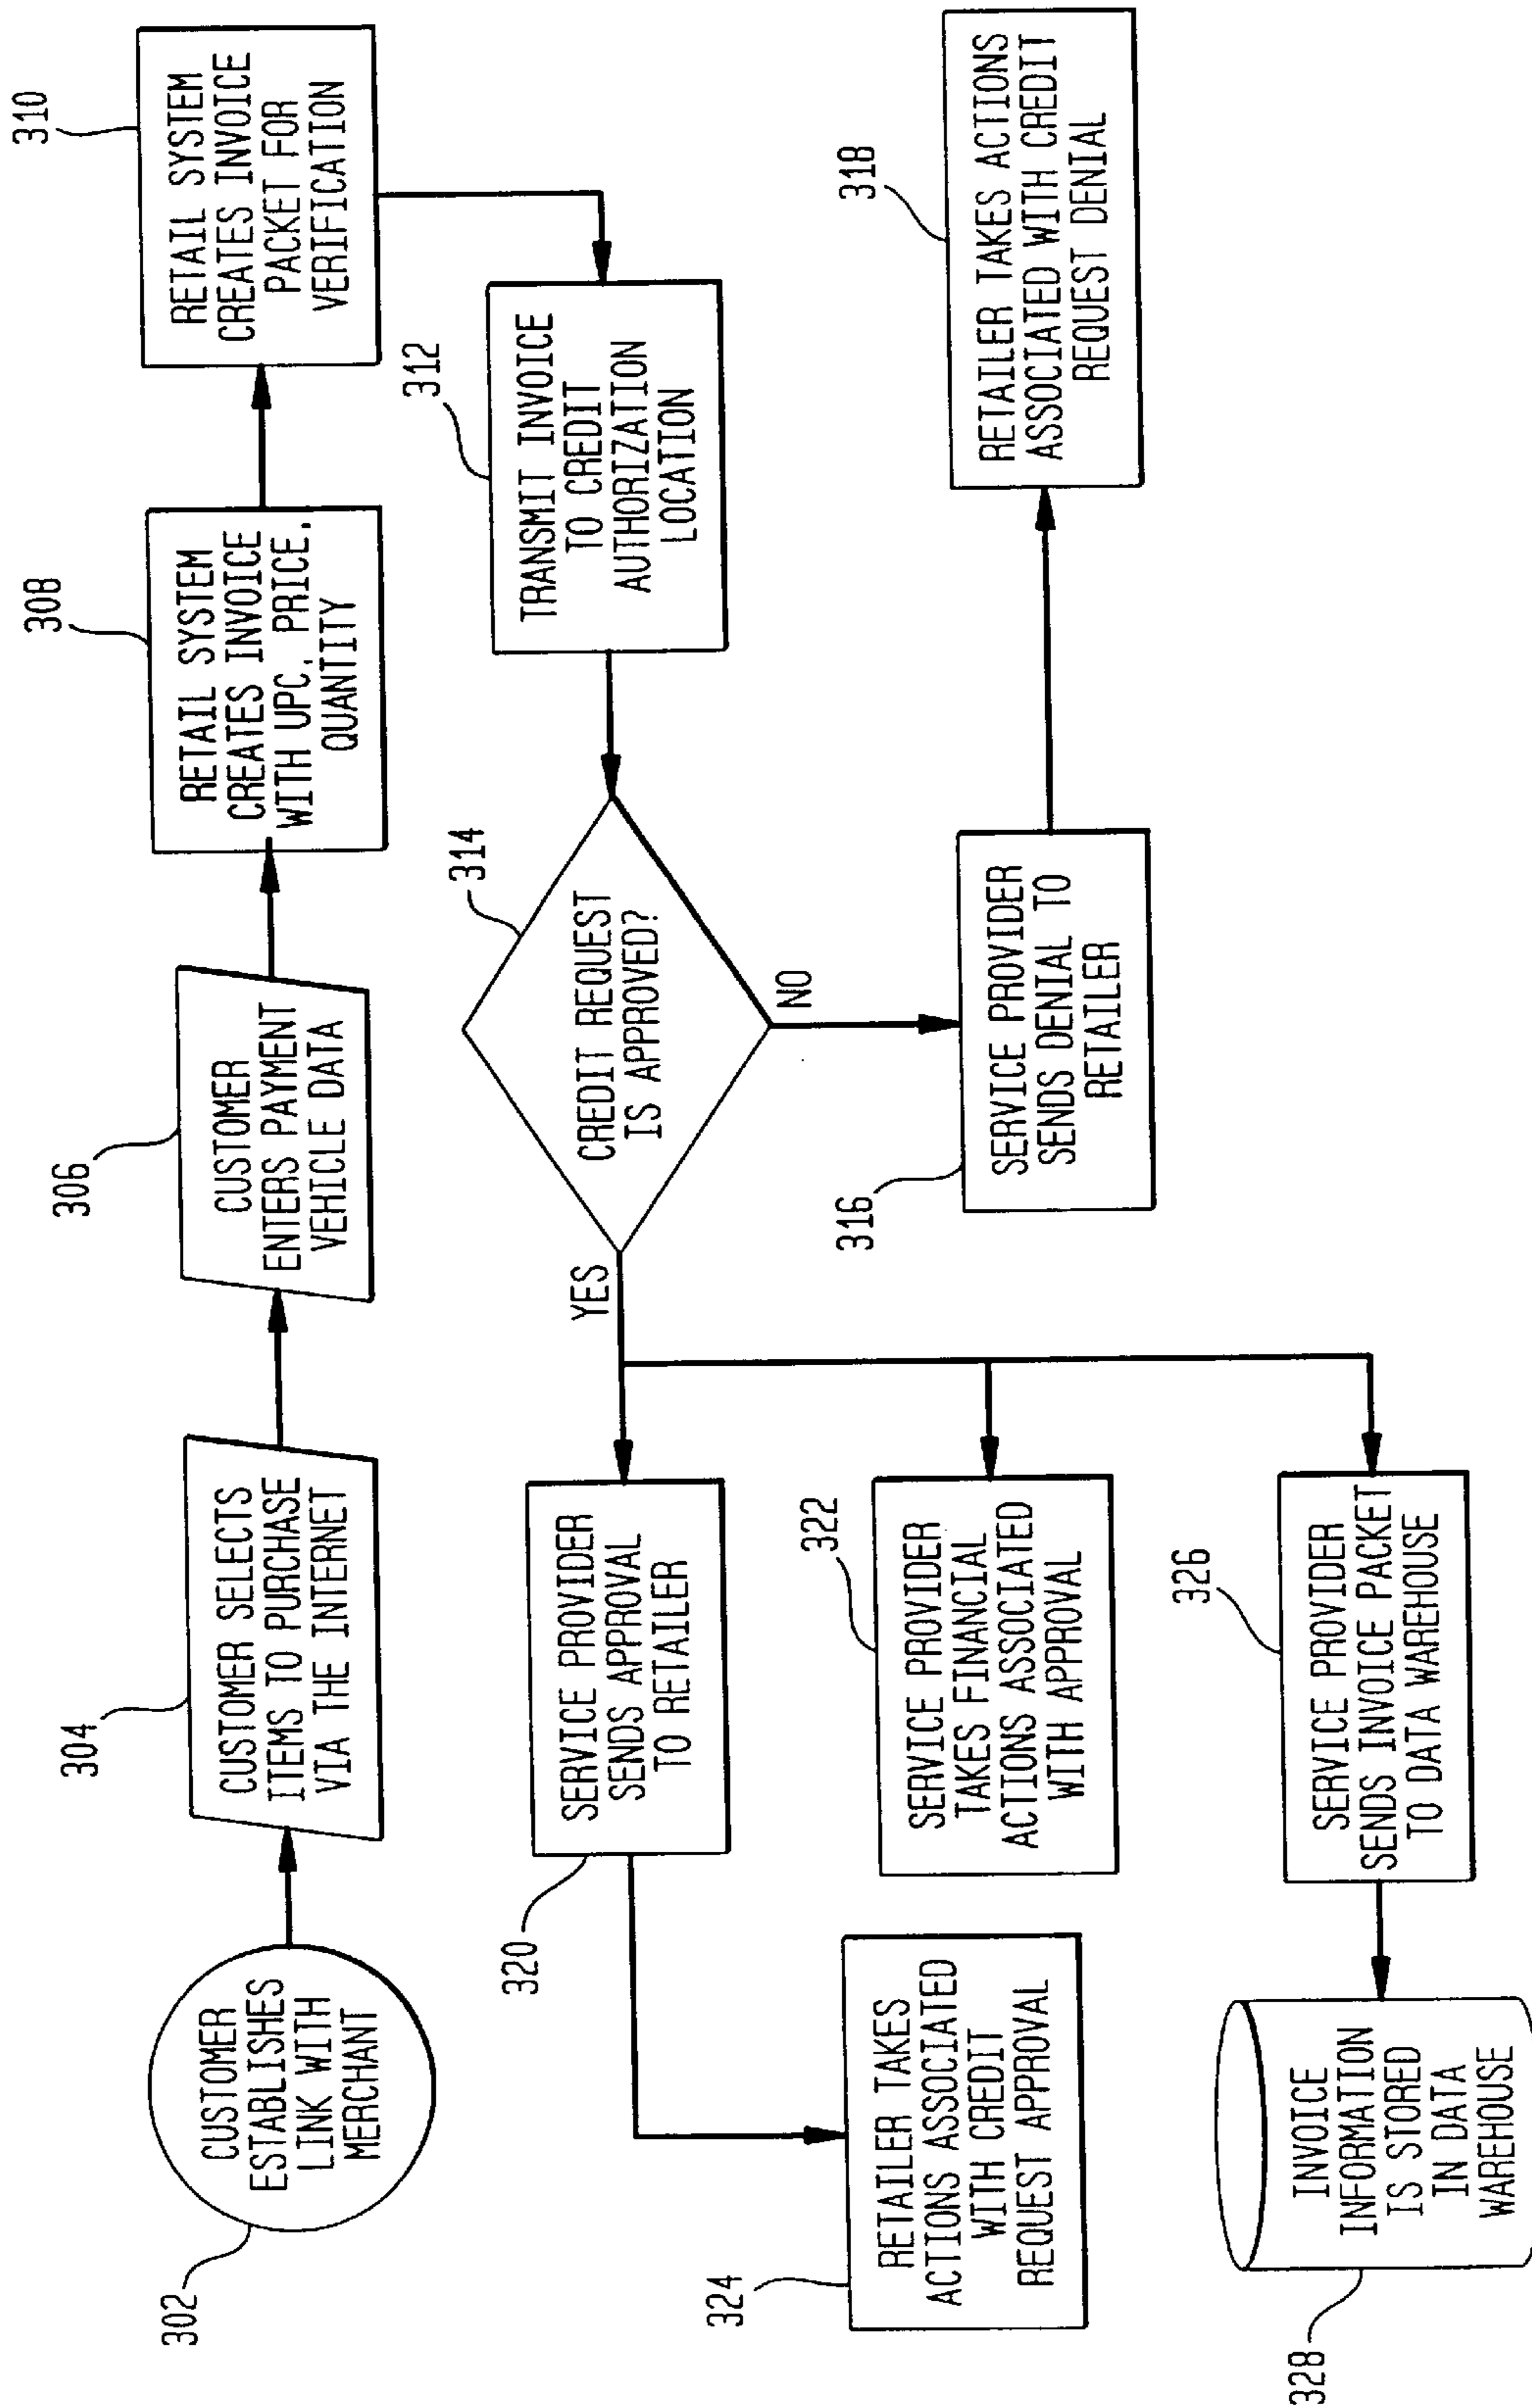 302
CUSTOMER
ESTABLISHES
LINK WITH
MERCHANT
304
CUSTOMER SELECTS
ITEMS TO PURCHASE
VIA THE INTERNET
306
CUSTOMER
ENTERS PAYMENT
VEHICLE DATA
308
RETAIL SYSTEM
CREATES INVOICE
WITH UPC, PRICE,
QUANTITY
310
RETAIL SYSTEM
CREATES INVOICE
PACKET FOR
VERIFICATION
312
TRANSMIT INVOICE
TO CREDIT
AUTHORIZATION
LOCATION
314
CREDIT REQUEST
IS APPROVED?
YES
NO
316
SERVICE PROVIDER
SENDS DENIAL TO
RETAILER
318
RETAILER TAKES ACTIONS
ASSOCIATED WITH CREDIT
REQUEST DENIAL
320
SERVICE PROVIDER
SENDS APPROVAL
TO RETAILER
322
SERVICE PROVIDER
TAKES FINANCIAL
ACTIONS ASSOCIATED
WITH APPROVAL
324
RETAILER TAKES
ACTIONS ASSOCIATED
WITH CREDIT
REQUEST APPROVAL
326
SERVICE PROVIDER
SENDS INVOICE PACKET
TO DATA WAREHOUSE
328
INVOICE
INFORMATION
IS STORED
IN DATA
WAREHOUSE